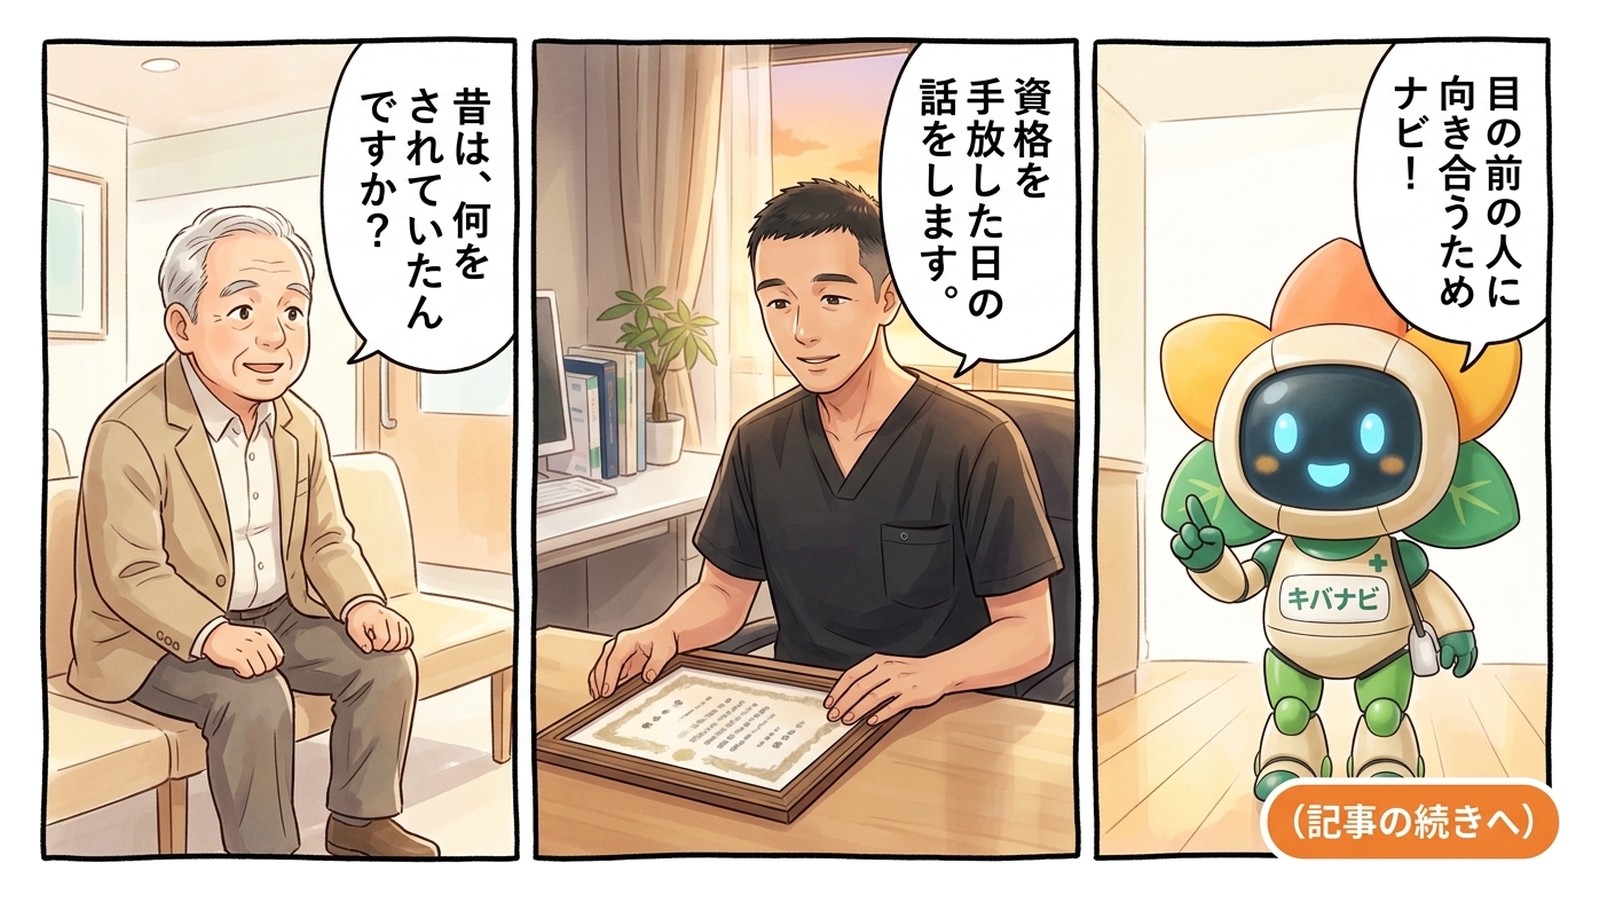 昔は、何を
されていたん
ですか？
資格を
手放した日の
話をします。
目の前の人に
向き合うため
ナビ！
キバナビ
（記事の続きへ）